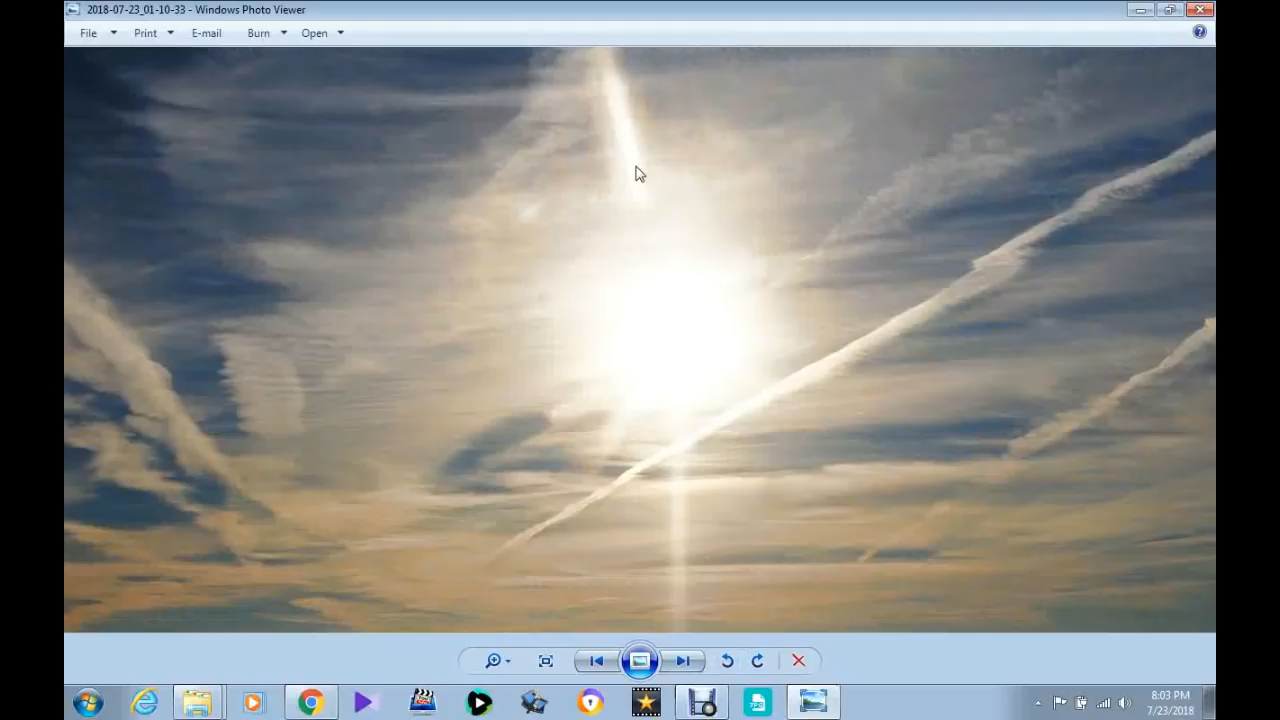 2018-07-23_01-10-33 - Windows Photo Viewer
File Print E-mail Burn Open
8:03 PM
7/23/2018